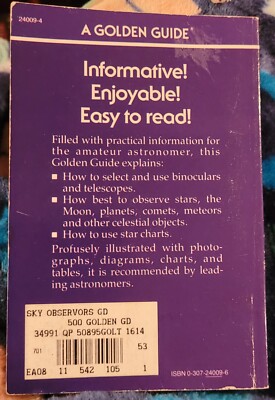 24009-4
A GOLDEN GUIDE®
Informative!
Enjoyable!
Easy to read!
Filled with practical information for
the amateur astronomer, this
Golden Guide explains:
■ How to select and use binoculars
and telescopes.
■ How best to observe stars, the
Moon, planets, comets, meteors
and other celestial objects.
■ How to use star charts.
Profusely illustrated with photo-
graphs, diagrams, charts, and
tables, it is recommended by lead-
ing astronomers.
SKY OBSERVORS GD
500 GOLDEN GD
34991 QP 50895GOLT 1614
701 53
EA08 11 542 105 1
ISBN 0-307-24009-6